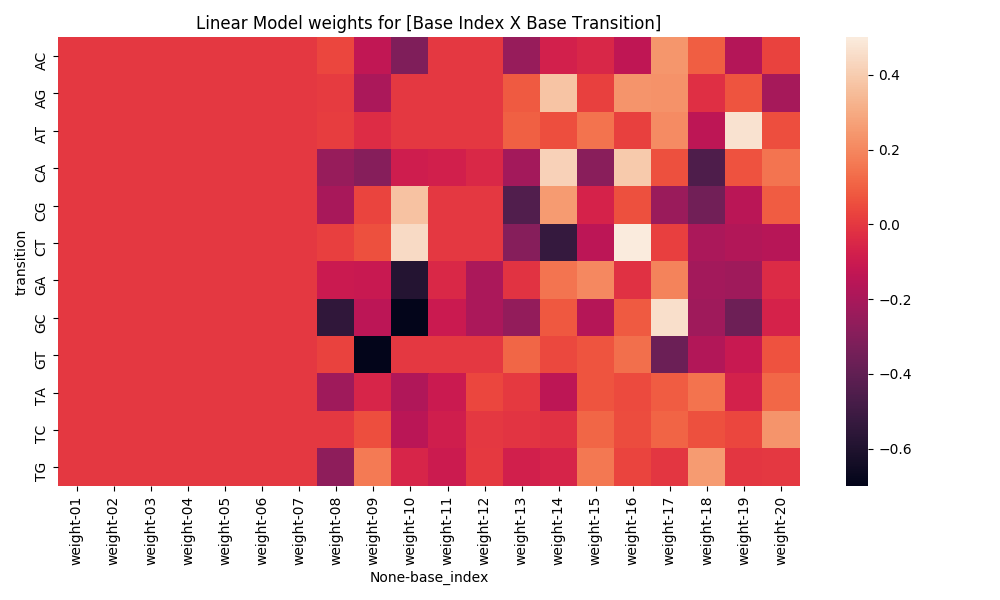 Linear Model weights for [Base Index X Base Transition]
transition
AC
AG
AT
CA
CG
CT
GA
GC
GT
TA
TC
TG
weight-01
weight-02
weight-03
weight-04
weight-05
weight-06
weight-07
weight-08
weight-09
weight-10
weight-11
weight-12
weight-13
weight-14
weight-15
weight-16
weight-17
weight-18
weight-19
weight-20
None-base_index
0.4
0.2
0.0
−0.2
−0.4
−0.6